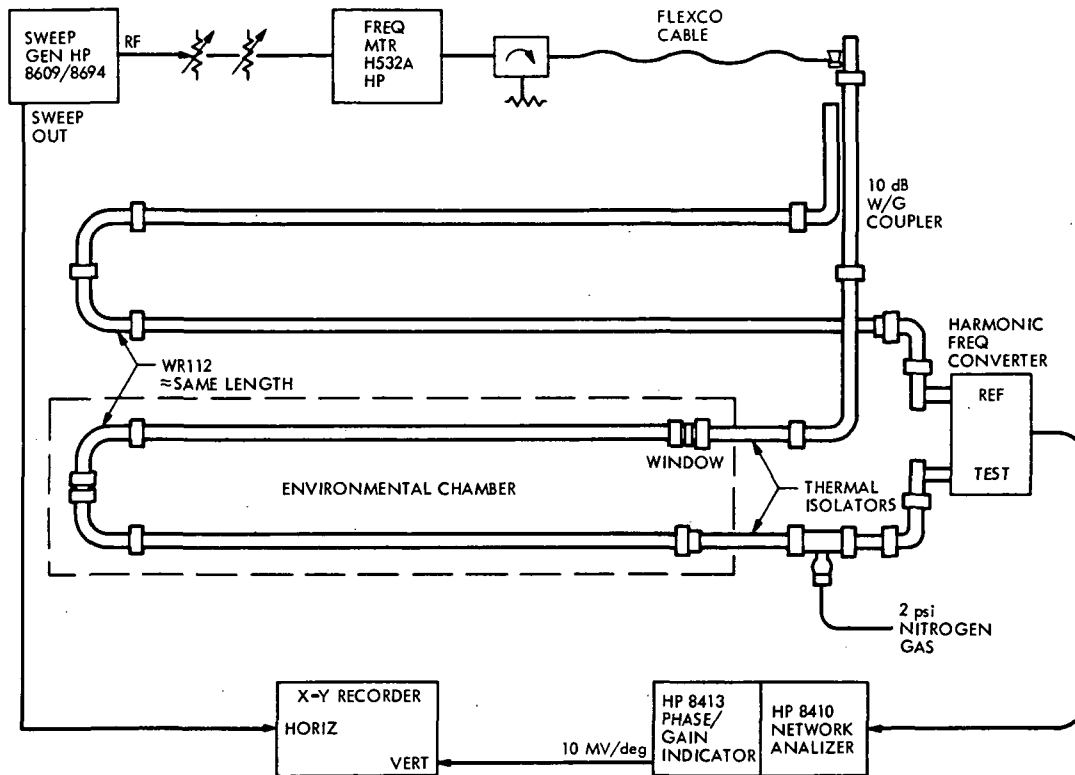 SWEEP
GEN HP
8609/8694
RF
SWEEP
OUT
FREQ
MTR
H532A
HP
FLEXCO
CABLE
10 dB
W/G
COUPLER
WR112
≈SAME LENGTH
HARMONIC
FREQ
CONVERTER
REF
TEST
WINDOW
ENVIRONMENTAL CHAMBER
THERMAL
ISOLATORS
2 psi
NITROGEN
GAS
X-Y RECORDER
HORIZ
VERT
10 MV/deg
HP 8413
PHASE/
GAIN
INDICATOR
HP 8410
NETWORK
ANALIZER